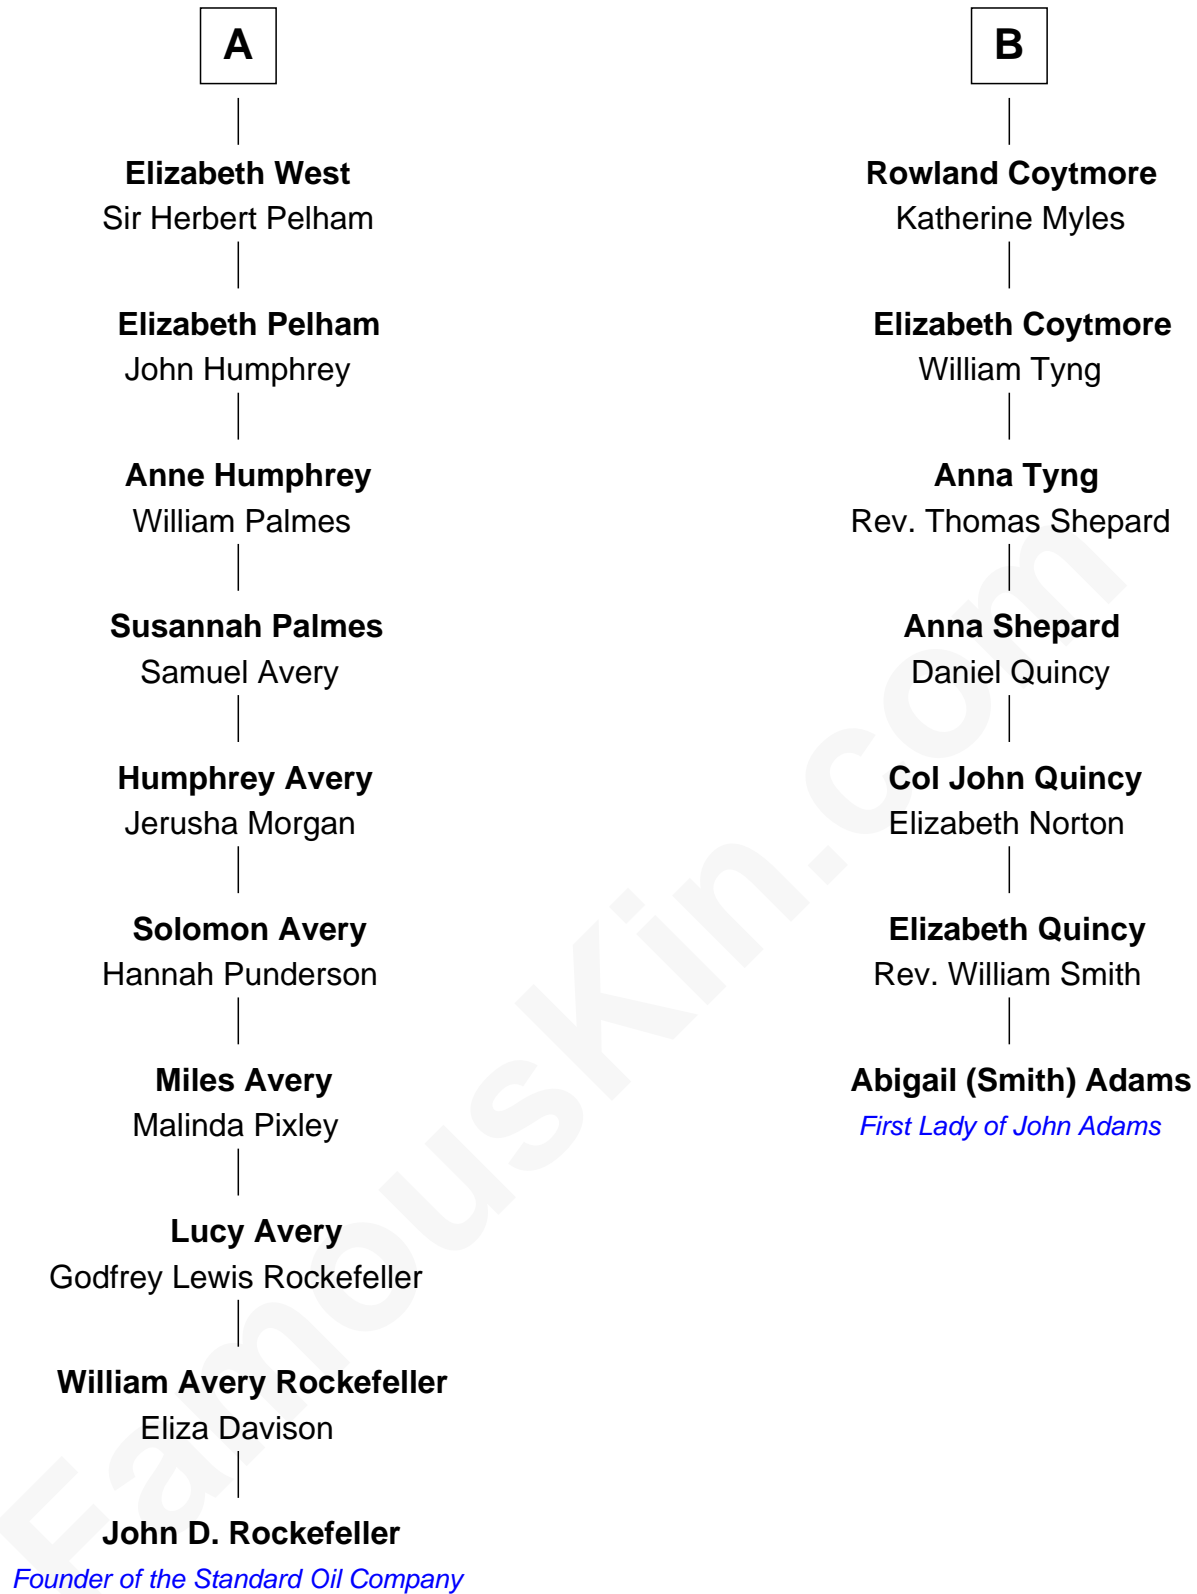 A
Elizabeth West
Sir Herbert Pelham
Elizabeth Pelham
John Humphrey
Anne Humphrey
William Palmes
Susannah Palmes
Samuel Avery
Humphrey Avery
Jerusha Morgan
Solomon Avery
Hannah Punderson
Miles Avery
Malinda Pixley
Lucy Avery
Godfrey Lewis Rockefeller
William Avery Rockefeller
Eliza Davison
John D. Rockefeller
Founder of the Standard Oil Company
B
Rowland Coytmore
Katherine Myles
Elizabeth Coytmore
William Tyng
Anna Tyng
Rev. Thomas Shepard
Anna Shepard
Daniel Quincy
Col John Quincy
Elizabeth Norton
Elizabeth Quincy
Rev. William Smith
Abigail (Smith) Adams
First Lady of John Adams
FamousKin.com